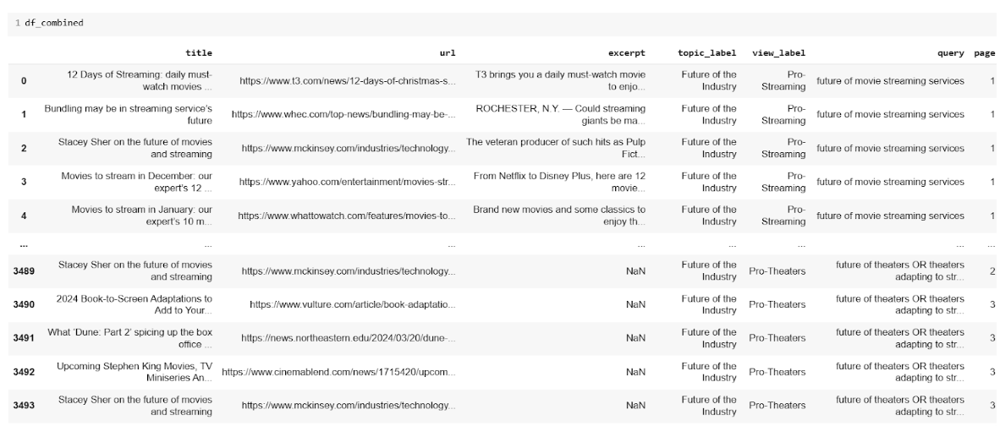 1 df_combined
title url excerpt topic_label view_label query page
0 12 Days of Streaming: daily must-watch movies ... https://www.t3.com/news/12-days-of-christmas-s... T3 brings you a daily must-watch movie to enjo... Future of the Industry Pro-Streaming future of movie streaming services 1
1 Bundling may be in streaming service's future https://www.whec.com/top-news/bundling-may-be-... ROCHESTER, N.Y. — Could streaming giants be ma... Future of the Industry Pro-Streaming future of movie streaming services 1
2 Stacey Sher on the future of movies and streaming https://www.mckinsey.com/industries/technology... The veteran producer of such hits as Pulp Fict... Future of the Industry Pro-Streaming future of movie streaming services 1
3 Movies to stream in December: our expert's 12 ... https://www.yahoo.com/entertainment/movies-str... From Netflix to Disney Plus, here are 12 movie... Future of the Industry Pro-Streaming future of movie streaming services 1
4 Movies to stream in January: our expert's 10 m... https://www.whattowatch.com/features/movies-to... Brand new movies and some classics to enjoy th... Future of the Industry Pro-Streaming future of movie streaming services 1
... ... ... ... ... ... ... ...
3489 Stacey Sher on the future of movies and streaming https://www.mckinsey.com/industries/technology... NaN Future of the Industry Pro-Theaters future of theaters OR theaters adapting to str... 2
3490 2024 Book-to-Screen Adaptations to Add to Your... https://www.vulture.com/article/book-adaptatio... NaN Future of the Industry Pro-Theaters future of theaters OR theaters adapting to str... 3
3491 What 'Dune: Part 2' spicing up the box office ... https://news.northeastern.edu/2024/03/20/dune-... NaN Future of the Industry Pro-Theaters future of theaters OR theaters adapting to str... 3
3492 Upcoming Stephen King Movies, TV Miniseries An... https://www.cinemablend.com/news/1715420/upcom... NaN Future of the Industry Pro-Theaters future of theaters OR theaters adapting to str... 3
3493 Stacey Sher on the future of movies and streaming https://www.mckinsey.com/industries/technology... NaN Future of the Industry Pro-Theaters future of theaters OR theaters adapting to str... 3